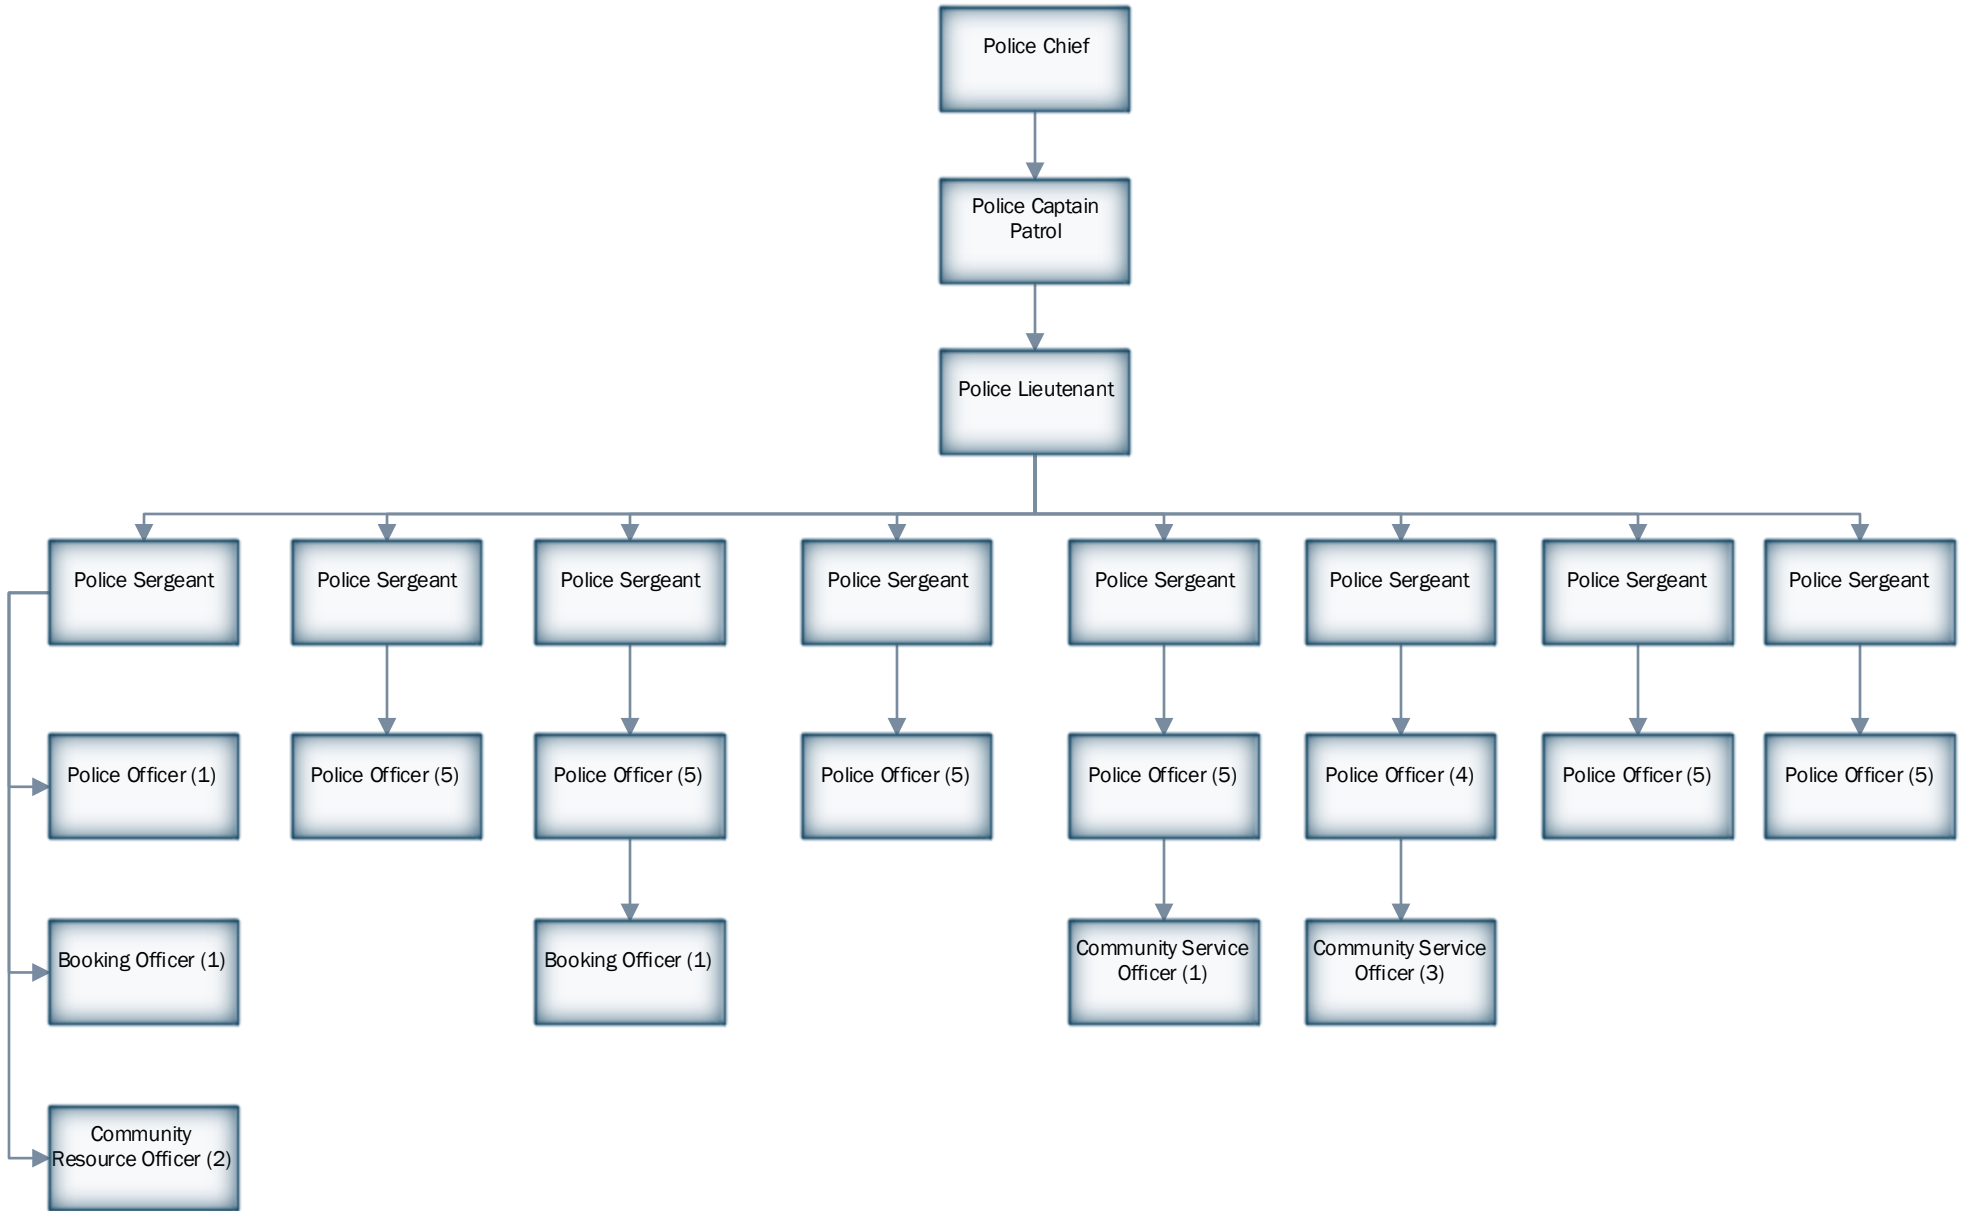 Police Chief
Police Captain
Patrol
Police Lieutenant
Police Sergeant
Police Sergeant
Police Sergeant
Police Sergeant
Police Sergeant
Police Sergeant
Police Sergeant
Police Sergeant
Police Officer (1)
Police Officer (5)
Police Officer (5)
Police Officer (5)
Police Officer (5)
Police Officer (4)
Police Officer (5)
Police Officer (5)
Booking Officer (1)
Booking Officer (1)
Community Service
Officer (1)
Community Service
Officer (3)
Community
Resource Officer (2)